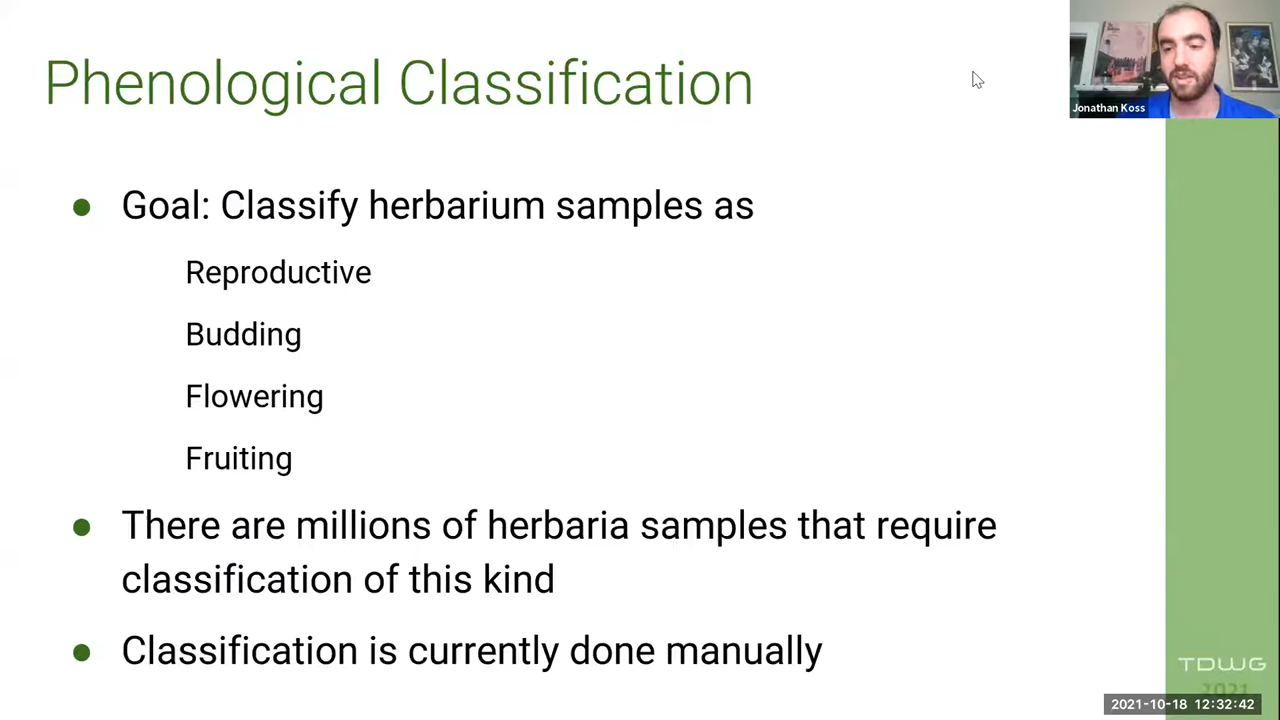 Phenological Classification
Jonathan Koss
● Goal: Classify herbarium samples as
Reproductive
Budding
Flowering
Fruiting
● There are millions of herbaria samples that require
classification of this kind
● Classification is currently done manually
TDWG
2021
2021-10-18 12:32:42